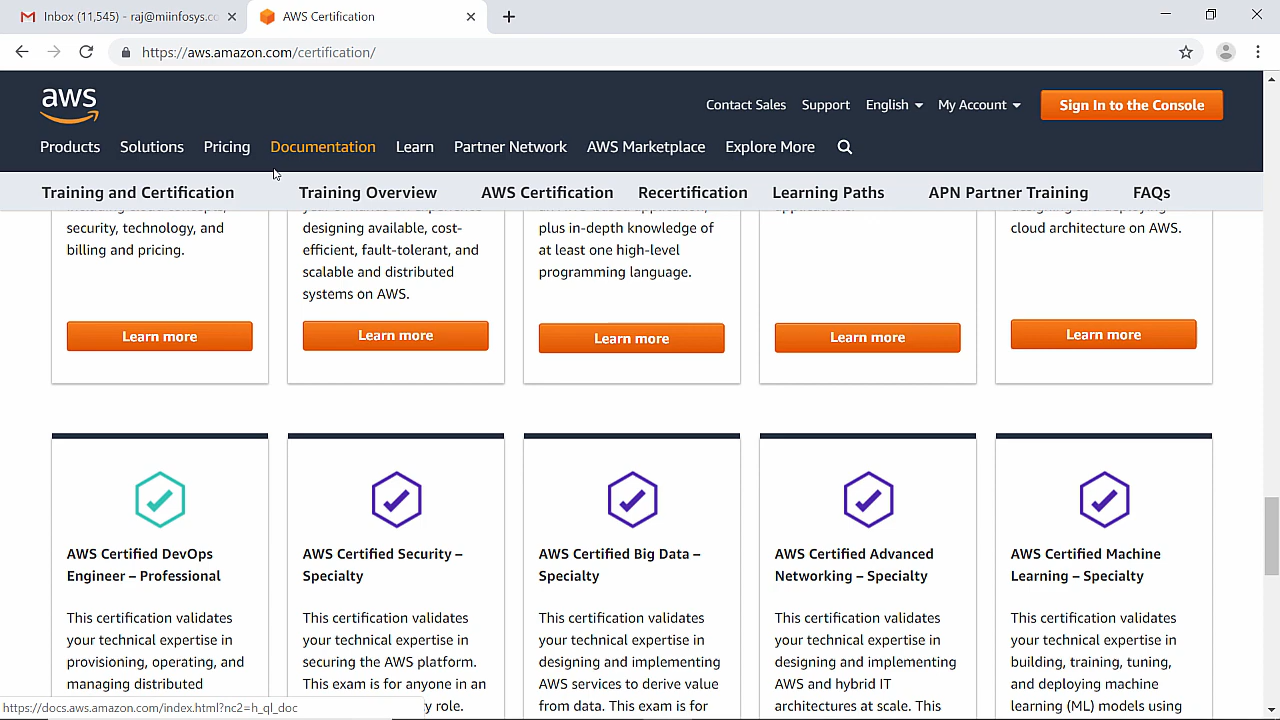 Inbox (11,545) - raj@miinfosys.co
AWS Certification
https://aws.amazon.com/certification/
aws
Contact Sales Support English My Account Sign In to the Console
Products Solutions Pricing Documentation Learn Partner Network AWS Marketplace Explore More
Training and Certification Training Overview AWS Certification Recertification Learning Paths APN Partner Training FAQs
security, technology, and
billing and pricing.
Learn more
designing available, cost-
efficient, fault-tolerant, and
scalable and distributed
systems on AWS.
Learn more
plus in-depth knowledge of
at least one high-level
programming language.
Learn more
Learn more
cloud architecture on AWS.
Learn more
AWS Certified DevOps
Engineer – Professional
This certification validates
your technical expertise in
provisioning, operating, and
managing distributed
AWS Certified Security –
Specialty
This certification validates
your technical expertise in
securing the AWS platform.
This exam is for anyone in an
y role.
AWS Certified Big Data –
Specialty
This certification validates
your technical expertise in
designing and implementing
AWS services to derive value
from data. This exam is for
AWS Certified Advanced
Networking – Specialty
This certification validates
your technical expertise in
designing and implementing
AWS and hybrid IT
architectures at scale. This
AWS Certified Machine
Learning – Specialty
This certification validates
your technical expertise in
building, training, tuning,
and deploying machine
learning (ML) models using
https://docs.aws.amazon.com/index.html?nc2=h_ql_doc